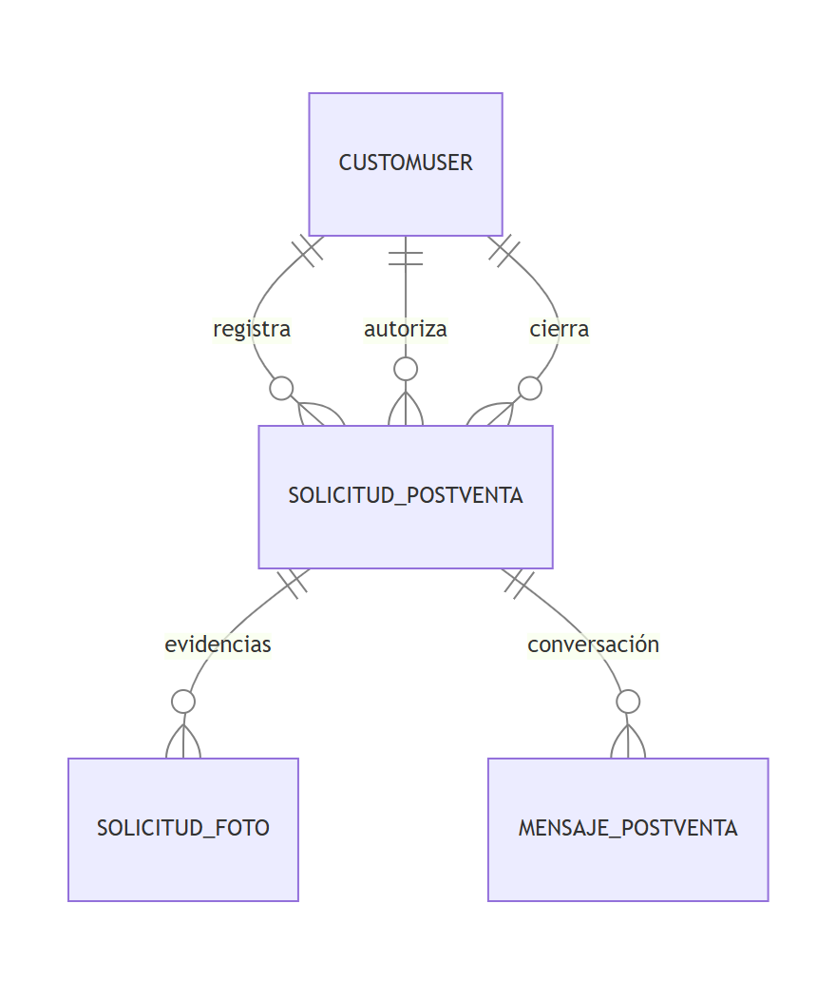 CUSTOMUSER
registra
autoriza
cierra
SOLICITUD_POSTVENTA
evidencias
conversación
SOLICITUD_FOTO
MENSAJE_POSTVENTA